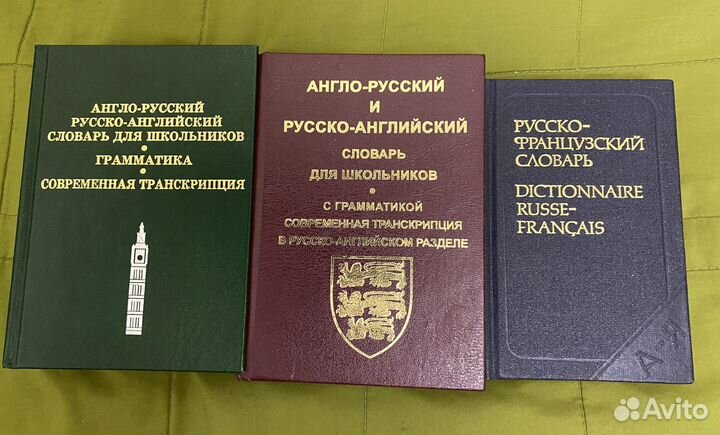 АНГЛО-РУССКИЙ
РУССКО-АНГЛИЙСКИЙ
СЛОВАРЬ ДЛЯ ШКОЛЬНИКОВ
•
ГРАММАТИКА
•
СОВРЕМЕННАЯ ТРАНСКРИПЦИЯ
АНГЛО-РУССКИЙ
И
РУССКО-АНГЛИЙСКИЙ
СЛОВАРЬ
ДЛЯ ШКОЛЬНИКОВ
•
С ГРАММАТИКОЙ
СОВРЕМЕННАЯ ТРАНСКРИПЦИЯ
В РУССКО-АНГЛИЙСКОМ РАЗДЕЛЕ
РУССКО-
ФРАНЦУЗСКИЙ
СЛОВАРЬ
DICTIONNAIRE
RUSSE-
FRANÇAIS
А-Я
Avito